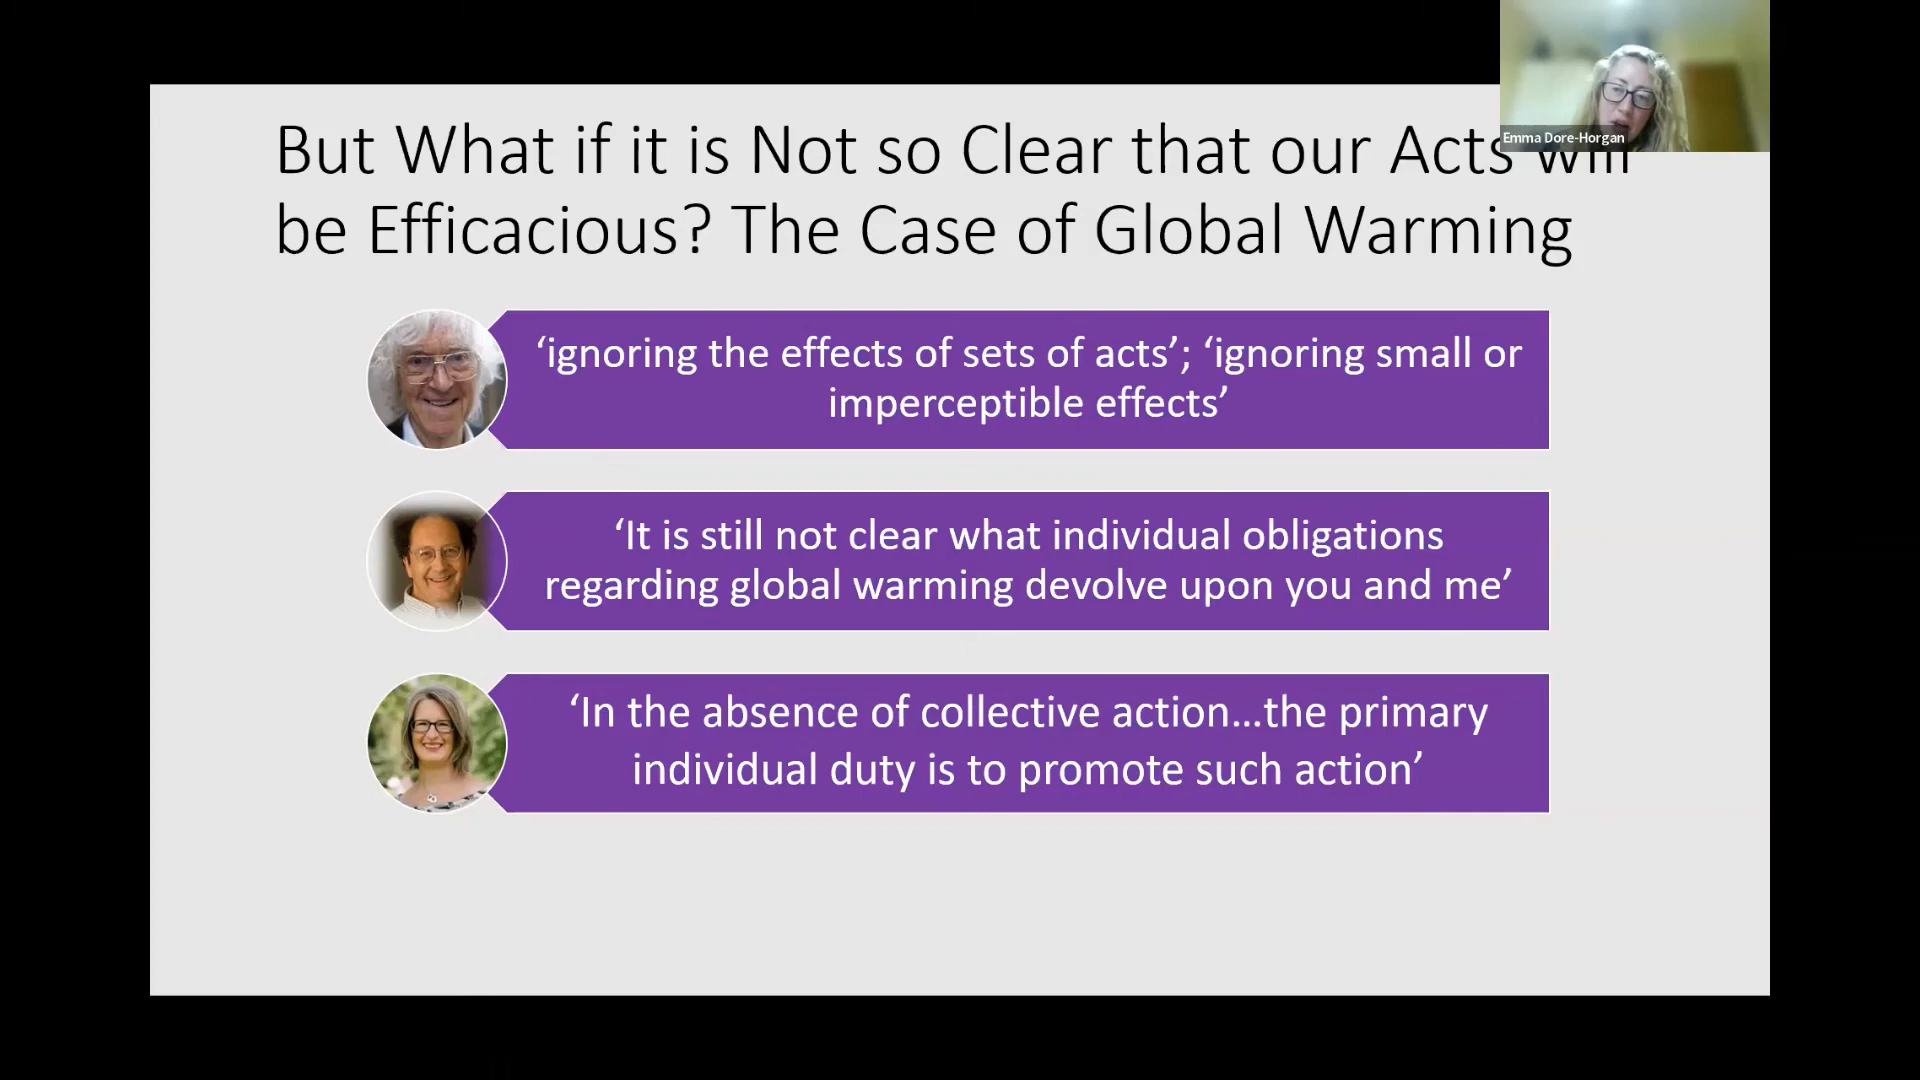 But What if it is Not so Clear that our Acts will
be Efficacious? The Case of Global Warming
Emma Dore-Horgan
‘ignoring the effects of sets of acts’; ‘ignoring small or
imperceptible effects’
‘It is still not clear what individual obligations
regarding global warming devolve upon you and me’
‘In the absence of collective action...the primary
individual duty is to promote such action’